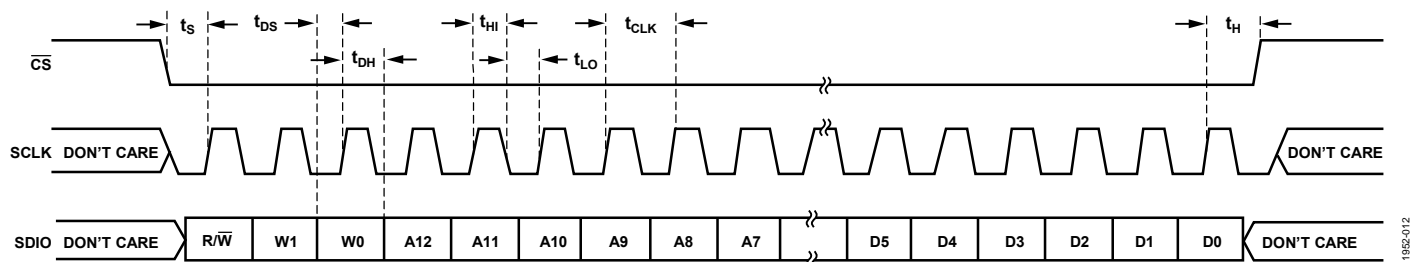 tS tDS tHI tCLK tH
tDH tLO
CS
SCLK DON'T CARE DON'T CARE
SDIO DON'T CARE R/W W1 W0 A12 A11 A10 A9 A8 A7 D5 D4 D3 D2 D1 D0 DON'T CARE
1952-012